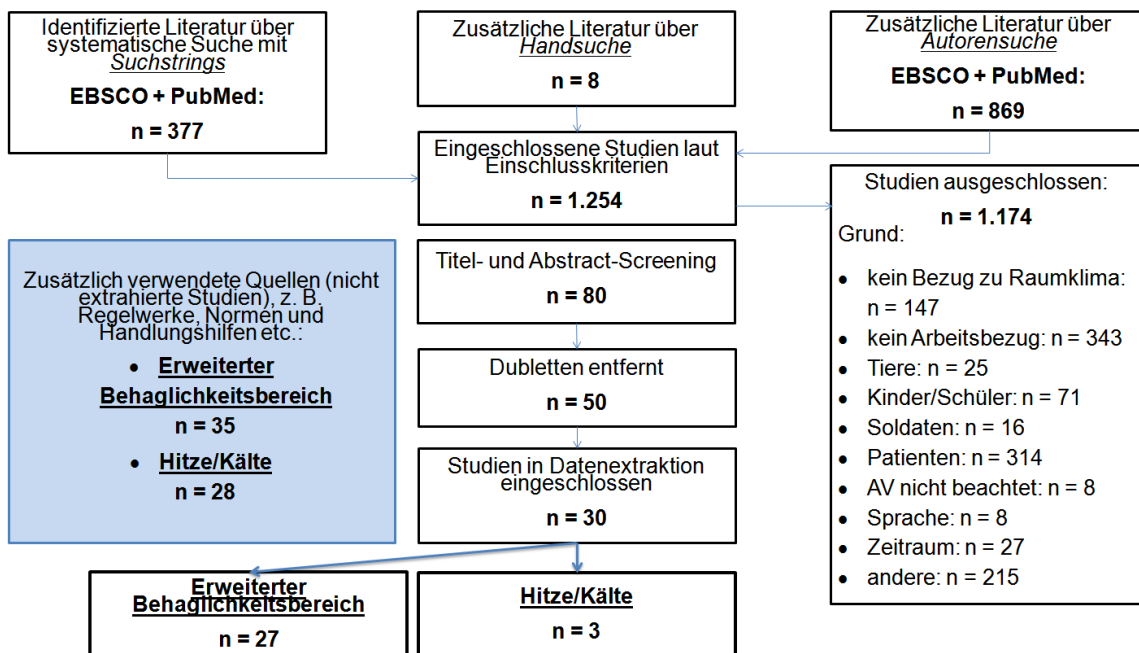 Identifizierte Literatur über
systematische Suche mit
Suchstrings
EBSCO + PubMed:
n = 377
Zusätzliche Literatur über
Handsuche
n = 8
Zusätzliche Literatur über
Autorensuche
EBSCO + PubMed:
n = 869
Eingeschlossene Studien laut
Einschlusskriterien
n = 1.254
Studien ausgeschlossen:
n = 1.174
Grund:
• kein Bezug zu Raumklima:
n = 147
• kein Arbeitsbezug: n = 343
• Tiere: n = 25
• Kinder/Schüler: n = 71
• Soldaten: n = 16
• Patienten: n = 314
• AV nicht beachtet: n = 8
• Sprache: n = 8
• Zeitraum: n = 27
• andere: n = 215
Titel- und Abstract-Screening
n = 80
Zusätzlich verwendete Quellen (nicht
extrahierte Studien), z. B.
Regelwerke, Normen und
Handlungshilfen etc.:
• Erweiterter
Behaglichkeitsbereich
n = 35
• Hitze/Kälte
n = 28
Dubletten entfernt
n = 50
Studien in Datenextraktion
eingeschlossen
n = 30
Erweiterter
Behaglichkeitsbereich
n = 27
Hitze/Kälte
n = 3